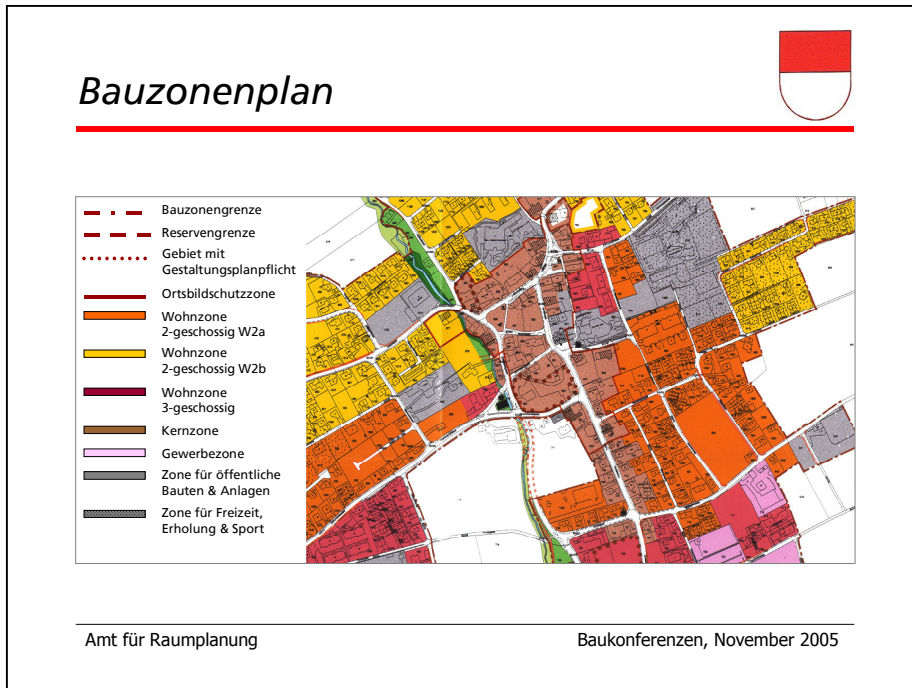 Bauzonenplan
Bauzonengrenze
Reservengrenze
Gebiet mit
Gestaltungsplanpflicht
Ortsbildschutzzone
Wohnzone
2-geschossig W2a
Wohnzone
2-geschossig W2b
Wohnzone
3-geschossig
Kernzone
Gewerbezone
Zone für öffentliche
Bauten & Anlagen
Zone für Freizeit,
Erholung & Sport
Amt für Raumplanung
Baukonferenzen, November 2005